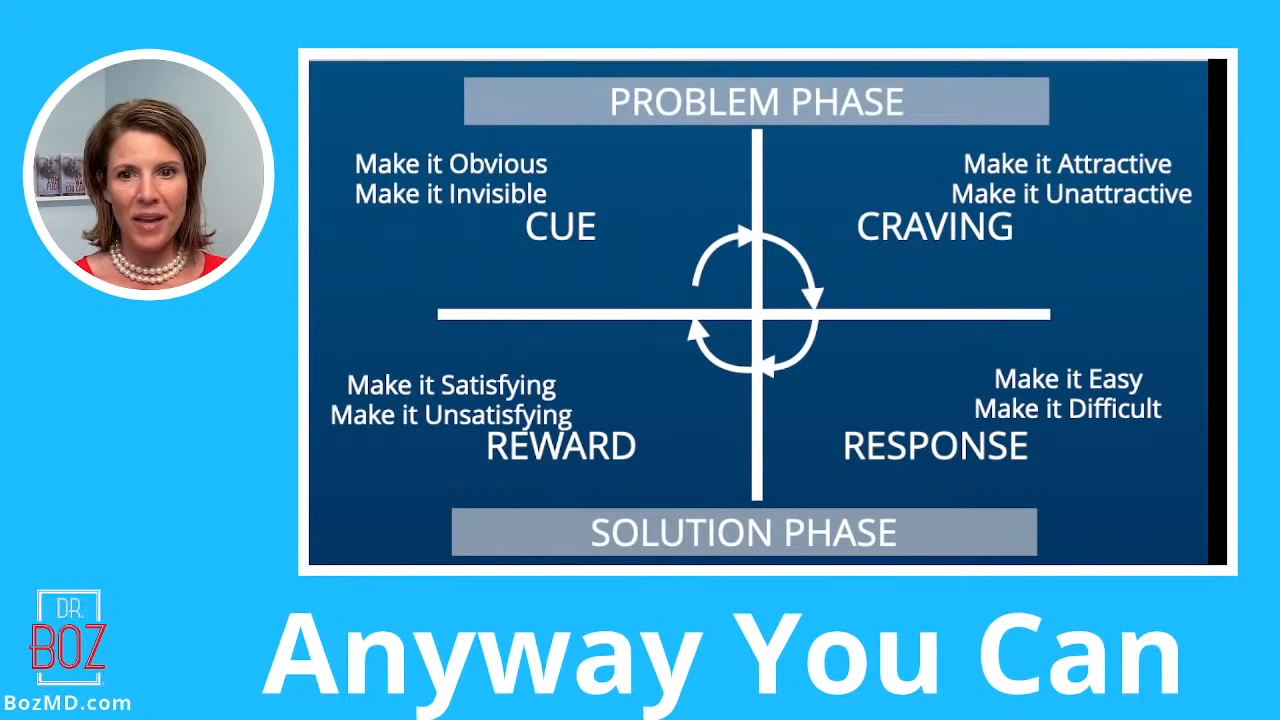 PROBLEM PHASE
Make it Obvious
Make it Invisible
CUE
Make it Attractive
Make it Unattractive
CRAVING
Make it Satisfying
Make it Unsatisfying
REWARD
Make it Easy
Make it Difficult
RESPONSE
SOLUTION PHASE
DR.
BOZ
BozMD.com
Anyway You Can